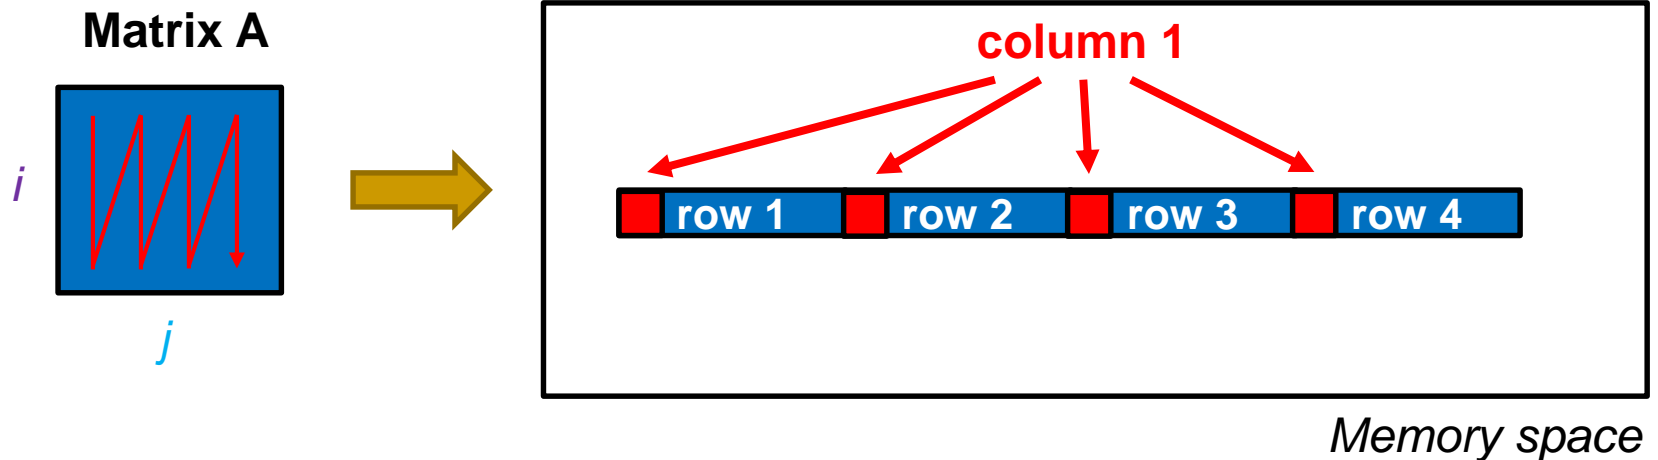 Matrix A
i
j
column 1
row 1 row 2 row 3 row 4
Memory space